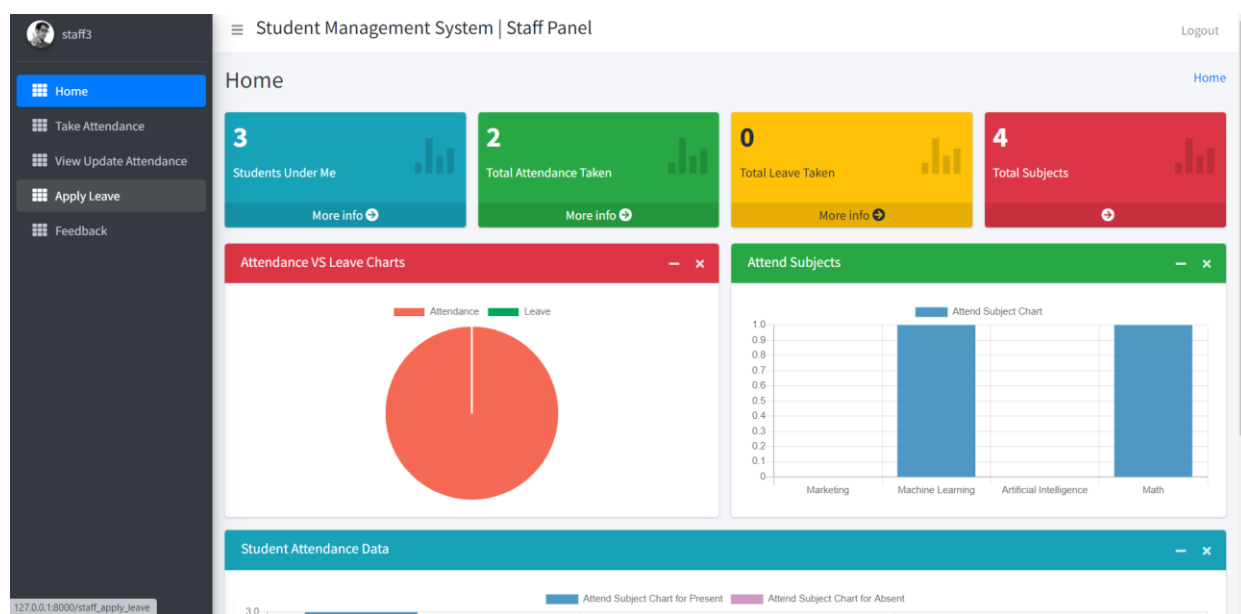 staff3
Student Management System | Staff Panel
Logout
Home
Take Attendance
View Update Attendance
Apply Leave
Feedback
Home
Home
3
Students Under Me
More info
2
Total Attendance Taken
More info
0
Total Leave Taken
More info
4
Total Subjects
Attendance VS Leave Charts
Attendance Leave
Attend Subjects
Attend Subject Chart
1.0
0.9
0.8
0.7
0.6
0.5
0.4
0.3
0.2
0.1
0
Marketing Machine Learning Artificial Intelligence Math
Student Attendance Data
Attend Subject Chart for Present Attend Subject Chart for Absent
3.0
127.0.0.1:8000/staff_apply_leave